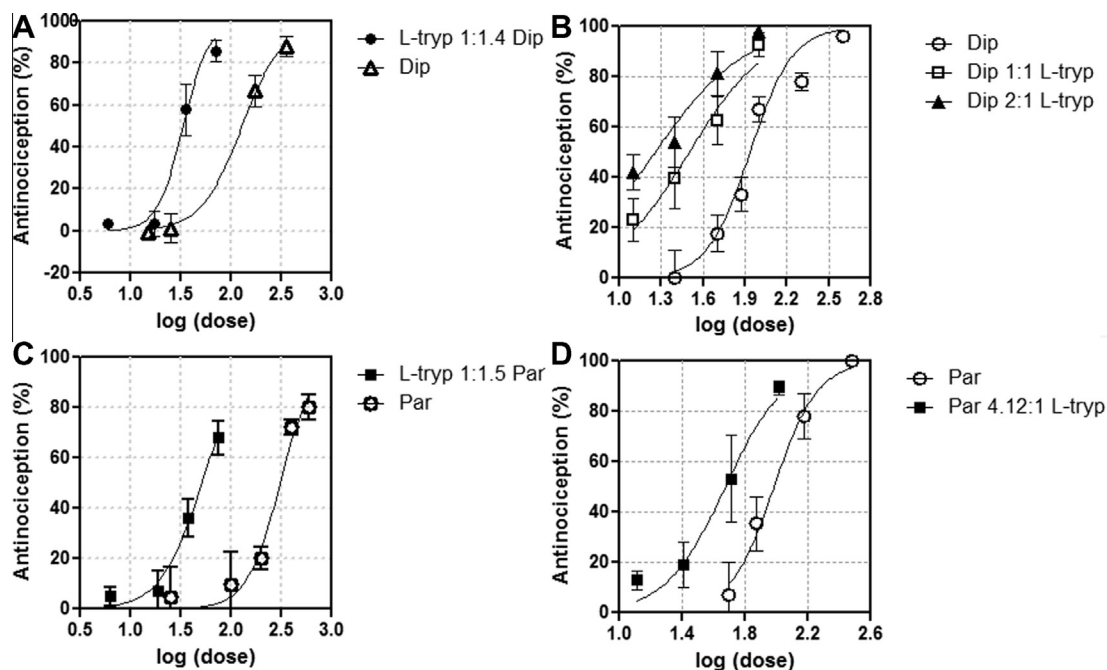 A
Antinociception (%)
1000
80
60
40
20
0
-20
0.5 1.0 1.5 2.0 2.5 3.0
log (dose)
L-tryp 1:1.4 Dip
Dip
B
Antinociception (%)
100
80
60
40
20
0
1.0 1.3 1.6 1.9 2.2 2.5 2.8
log (dose)
Dip
Dip 1:1 L-tryp
Dip 2:1 L-tryp
C
Antinociception (%)
100
80
60
40
20
0
0.5 1.0 1.5 2.0 2.5 3.0
log (dose)
L-tryp 1:1.5 Par
Par
D
Antinociception (%)
100
80
60
40
20
0
1.0 1.4 1.8 2.2 2.6
log (dose)
Par
Par 4.12:1 L-tryp